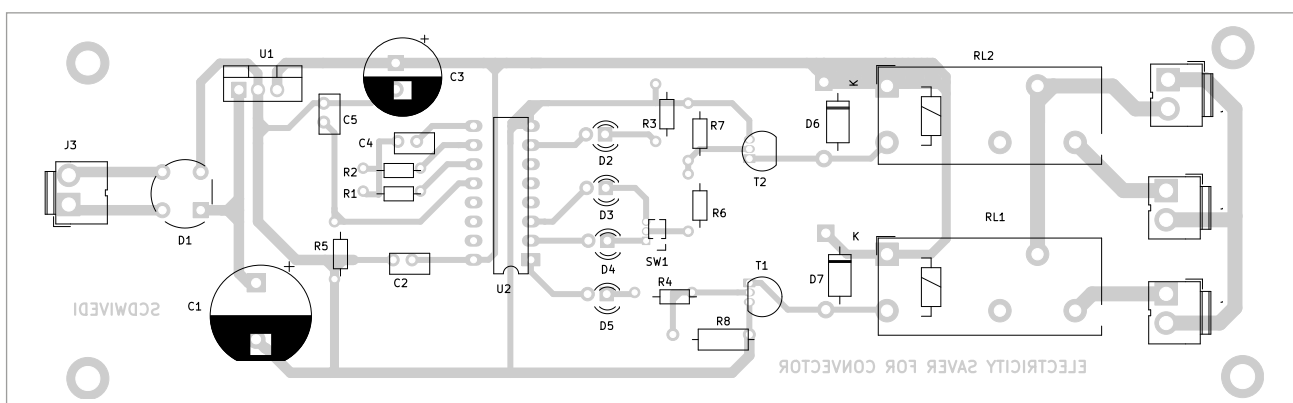 U1
C3
RL2
K
R3
R7
D6
C5
C4
D2
J3
R2
T2
R1
D3
R6
RL1
D1
K
R5
SW1
D4
T1
C2
R4
D7
U2
C1
D5
R8
SCDWIVEDI
ELECTRICITY SAVER FOR CONVECTOR